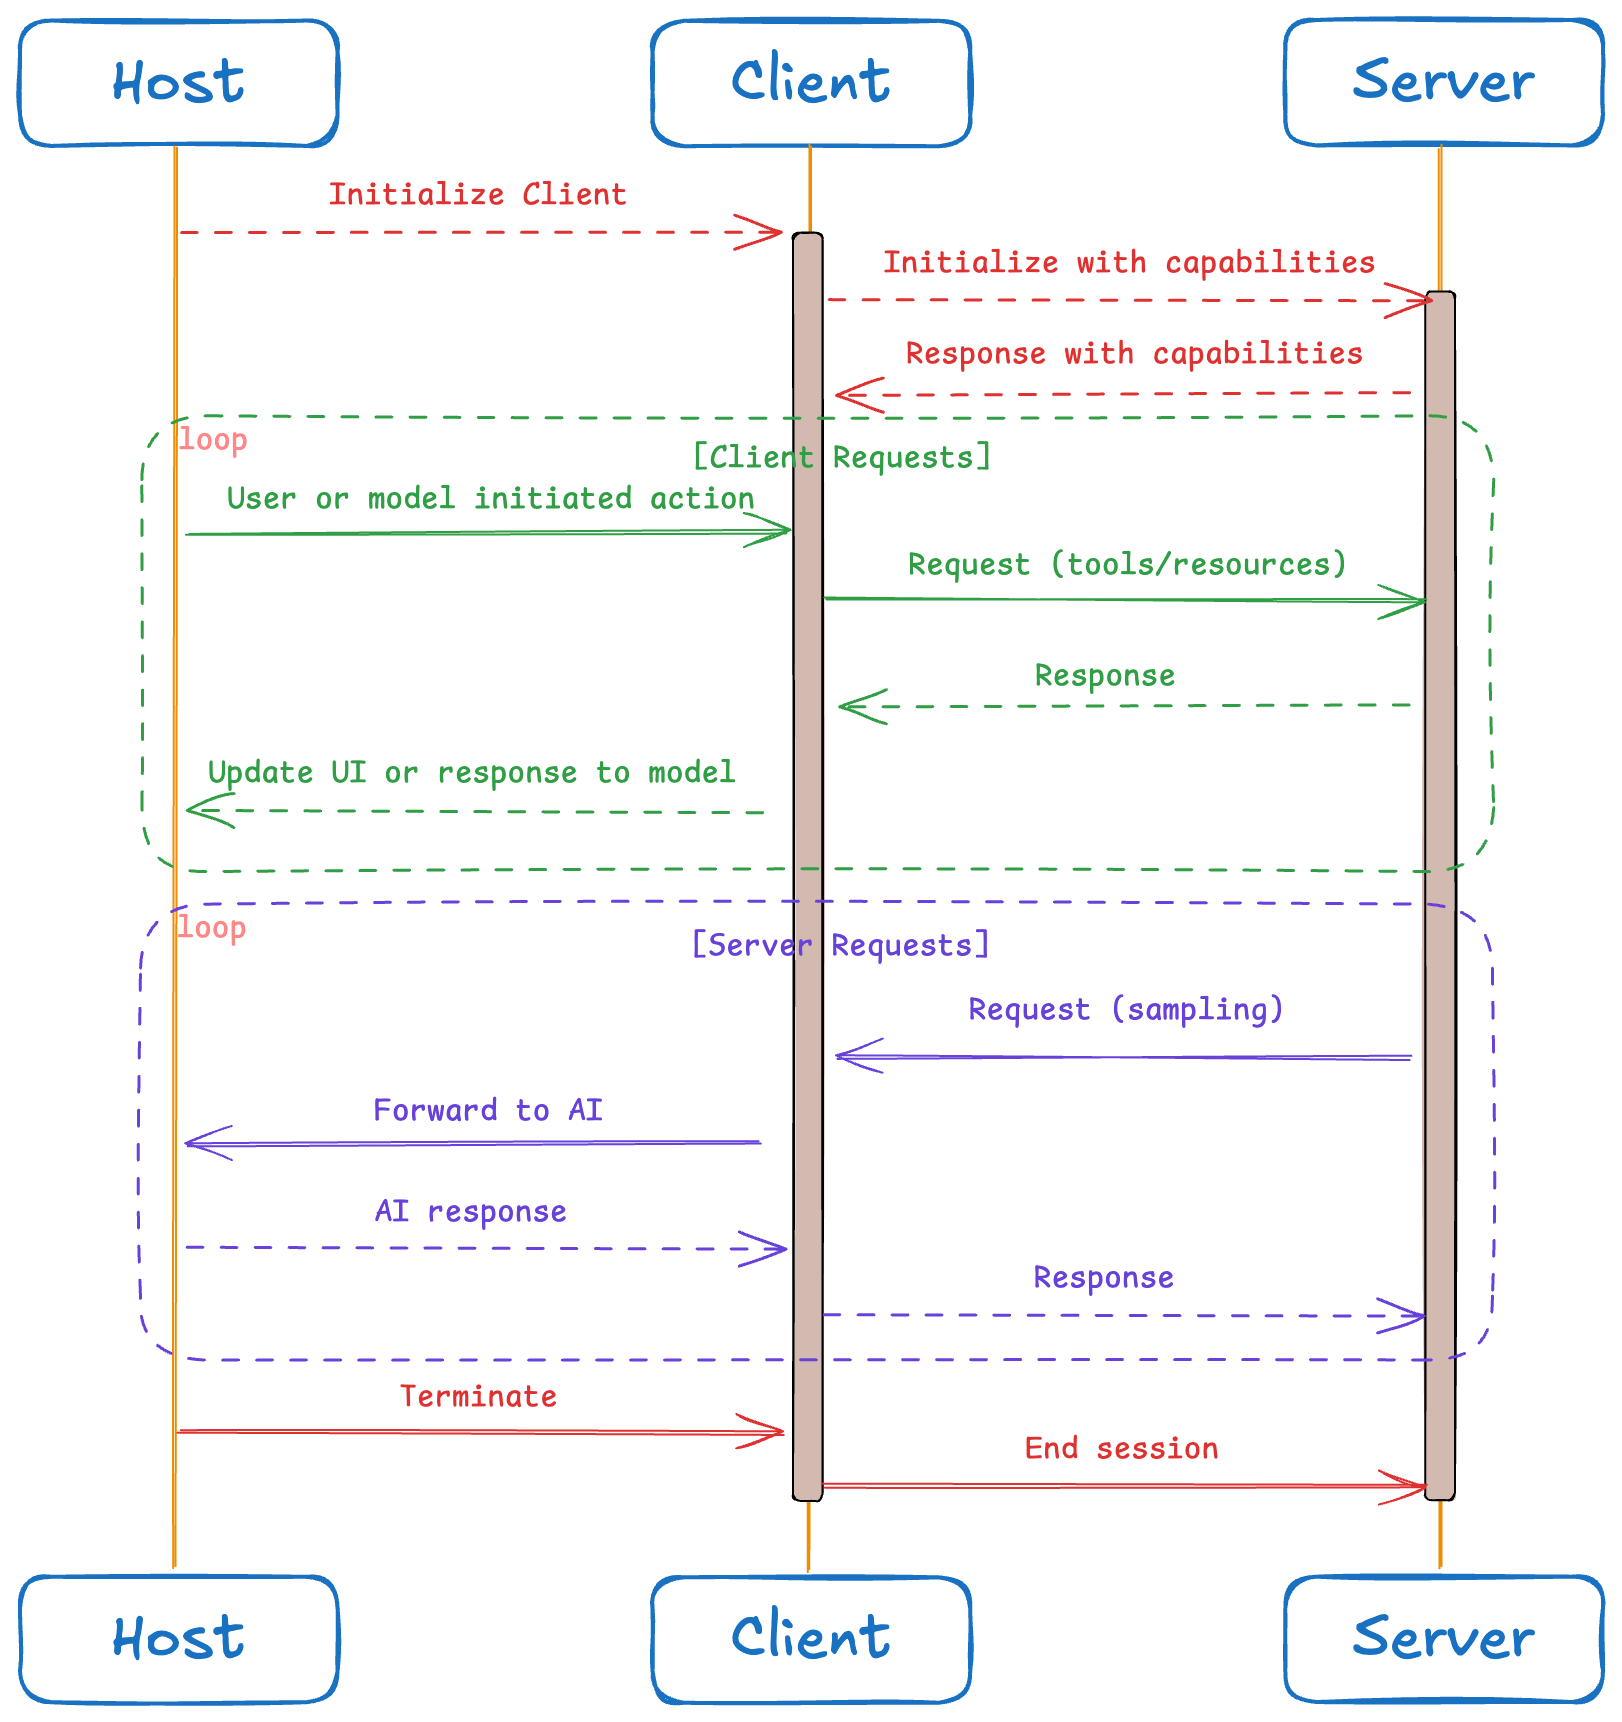 Host
Client
Server
Initialize Client
Initialize with capabilities
Response with capabilities
loop
[Client Requests]
User or model initiated action
Request (tools/resources)
Response
Update UI or response to model
loop
[Server Requests]
Request (sampling)
Forward to AI
AI response
Response
Terminate
End session
Host
Client
Server